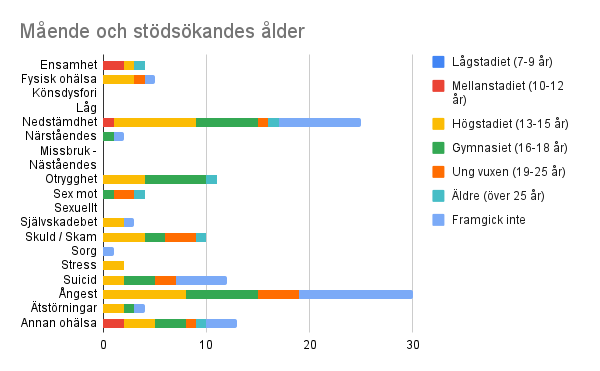 Mående och stödsökandes ålder
Ensamhet
Fysisk ohälsa
Könsdysfori
Låg
Nedstämdhet
Närståendes
Missbruk -
Näståendes
Otrygghet
Sex mot
Sexuellt
Självskadebet
Skuld / Skam
Sorg
Stress
Suicid
Ångest
Ätstörningar
Annan ohälsa
0
10
20
30
Lågstadiet (7-9 år)
Mellanstadiet (10-12
år)
Högstadiet (13-15 år)
Gymnasiet (16-18 år)
Ung vuxen (19-25 år)
Äldre (över 25 år)
Framgick inte